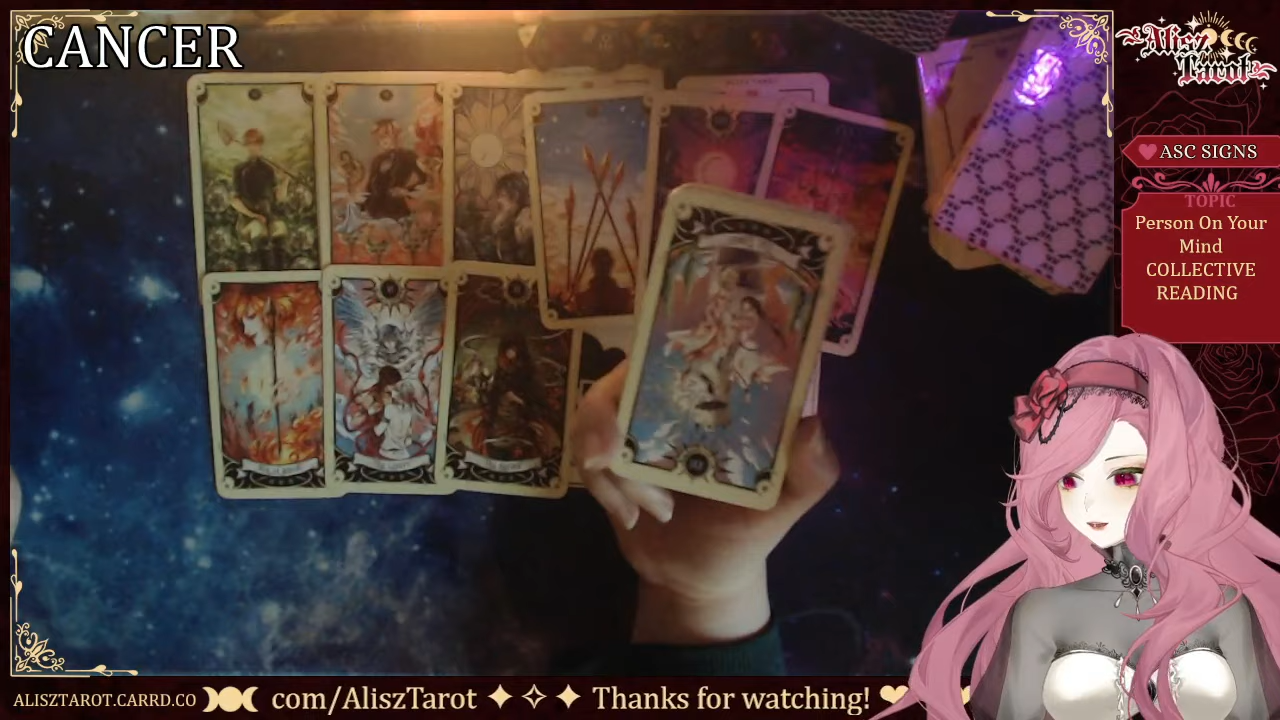 CANCER
Alisz
Tarot
ASC SIGNS
TOPIC
Person On Your
Mind
COLLECTIVE
READING
ALISZTAROT.CARRD.CO
com/AliszTarot ✦ ✧ ✦ Thanks for watching! ❤